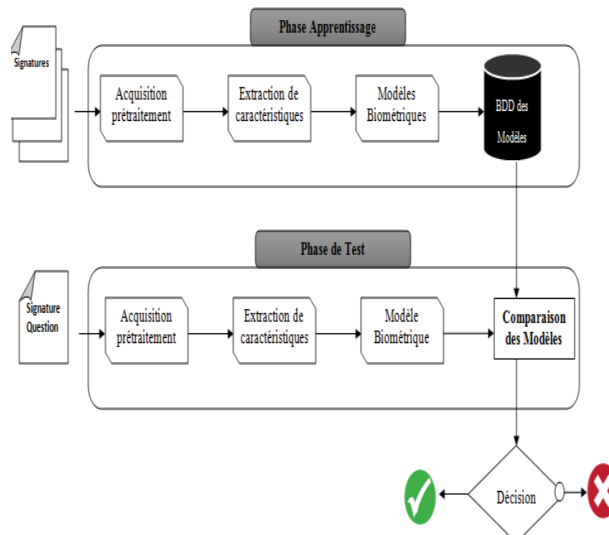 Phase Apprentissage
Signatures
Acquisition
prétraitement
Extraction de
caractéristiques
Modèles
Biométriques
BDD des
Modèles
Phase de Test
Signature
Question
Acquisition
prétraitement
Extraction de
caractéristiques
Modèle
Biométrique
Comparaison
des Modèles
Décision